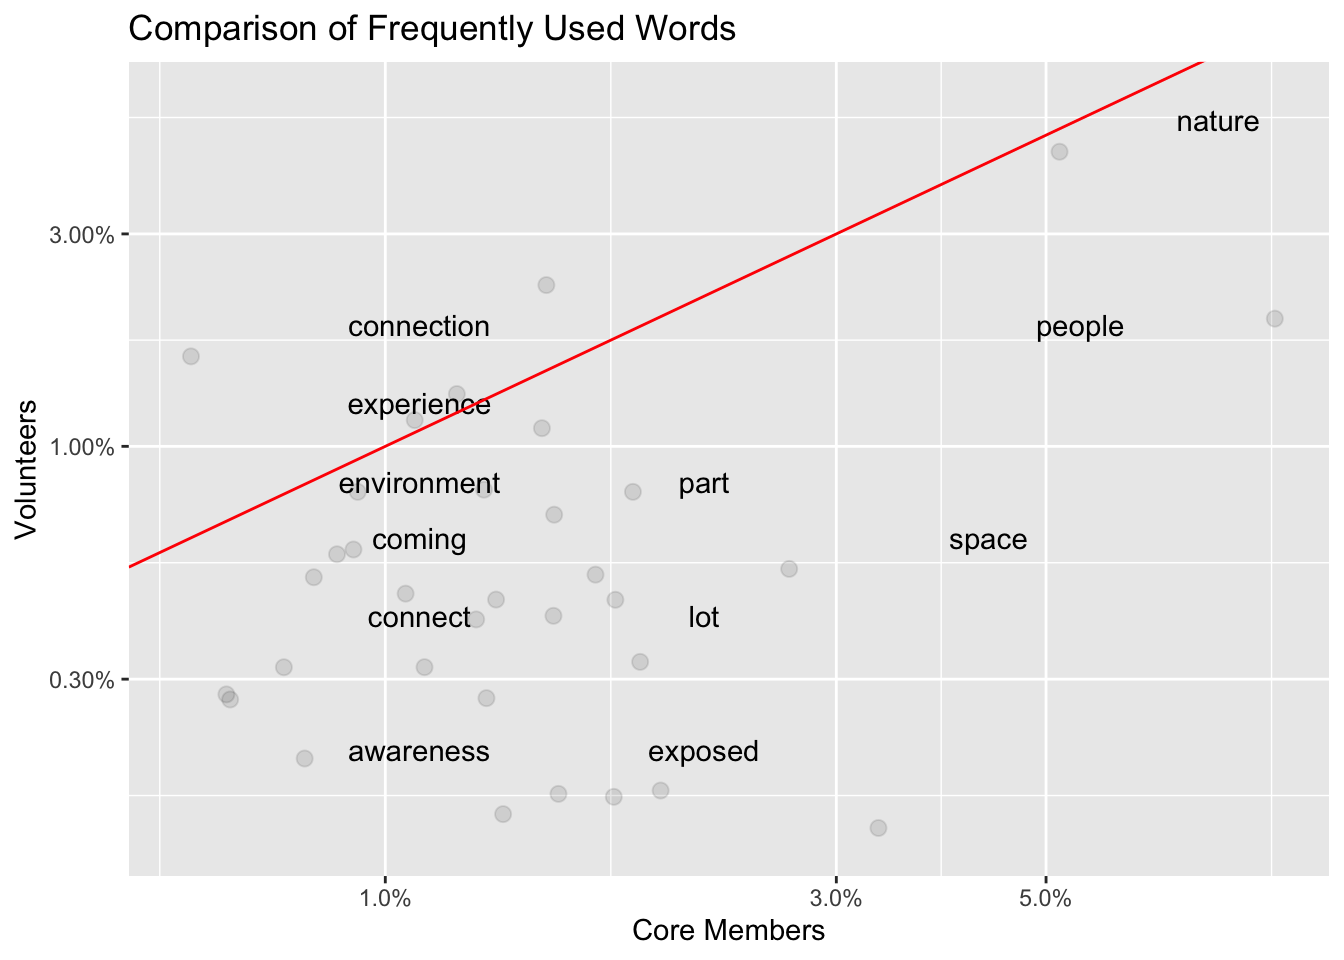 Comparison of Frequently Used Words
nature
3.00%
connection
people
experience
1.00%
environment
part
coming
space
connect
lot
0.30%
awareness
exposed
Volunteers
1.0%
3.0%
5.0%
Core Members